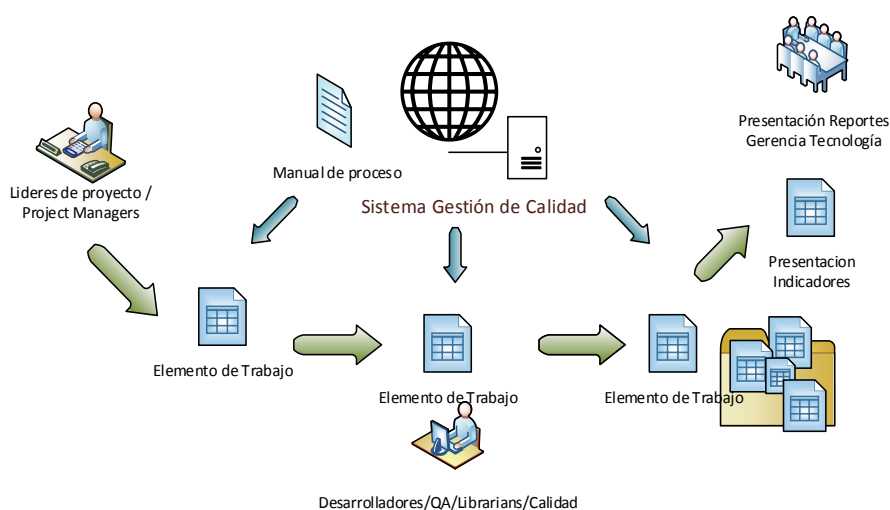 Presentación Reportes
Gerencia Tecnología
Manual de proceso
Lideres de proyecto /
Project Managers
Sistema Gestión de Calidad
Presentacion
Indicadores
Elemento de Trabajo
Elemento de Trabajo
Elemento de Trabajo
Desarrolladores/QA/Librarians/Calidad